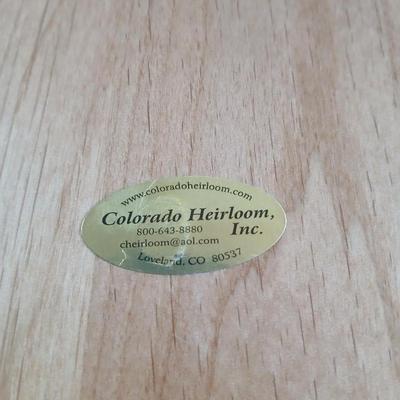 www.coloradoheirloom.com
Colorado Heirloom,
800-643-8880 Inc.
cheirloom@aol.com
Loveland, CO 80537